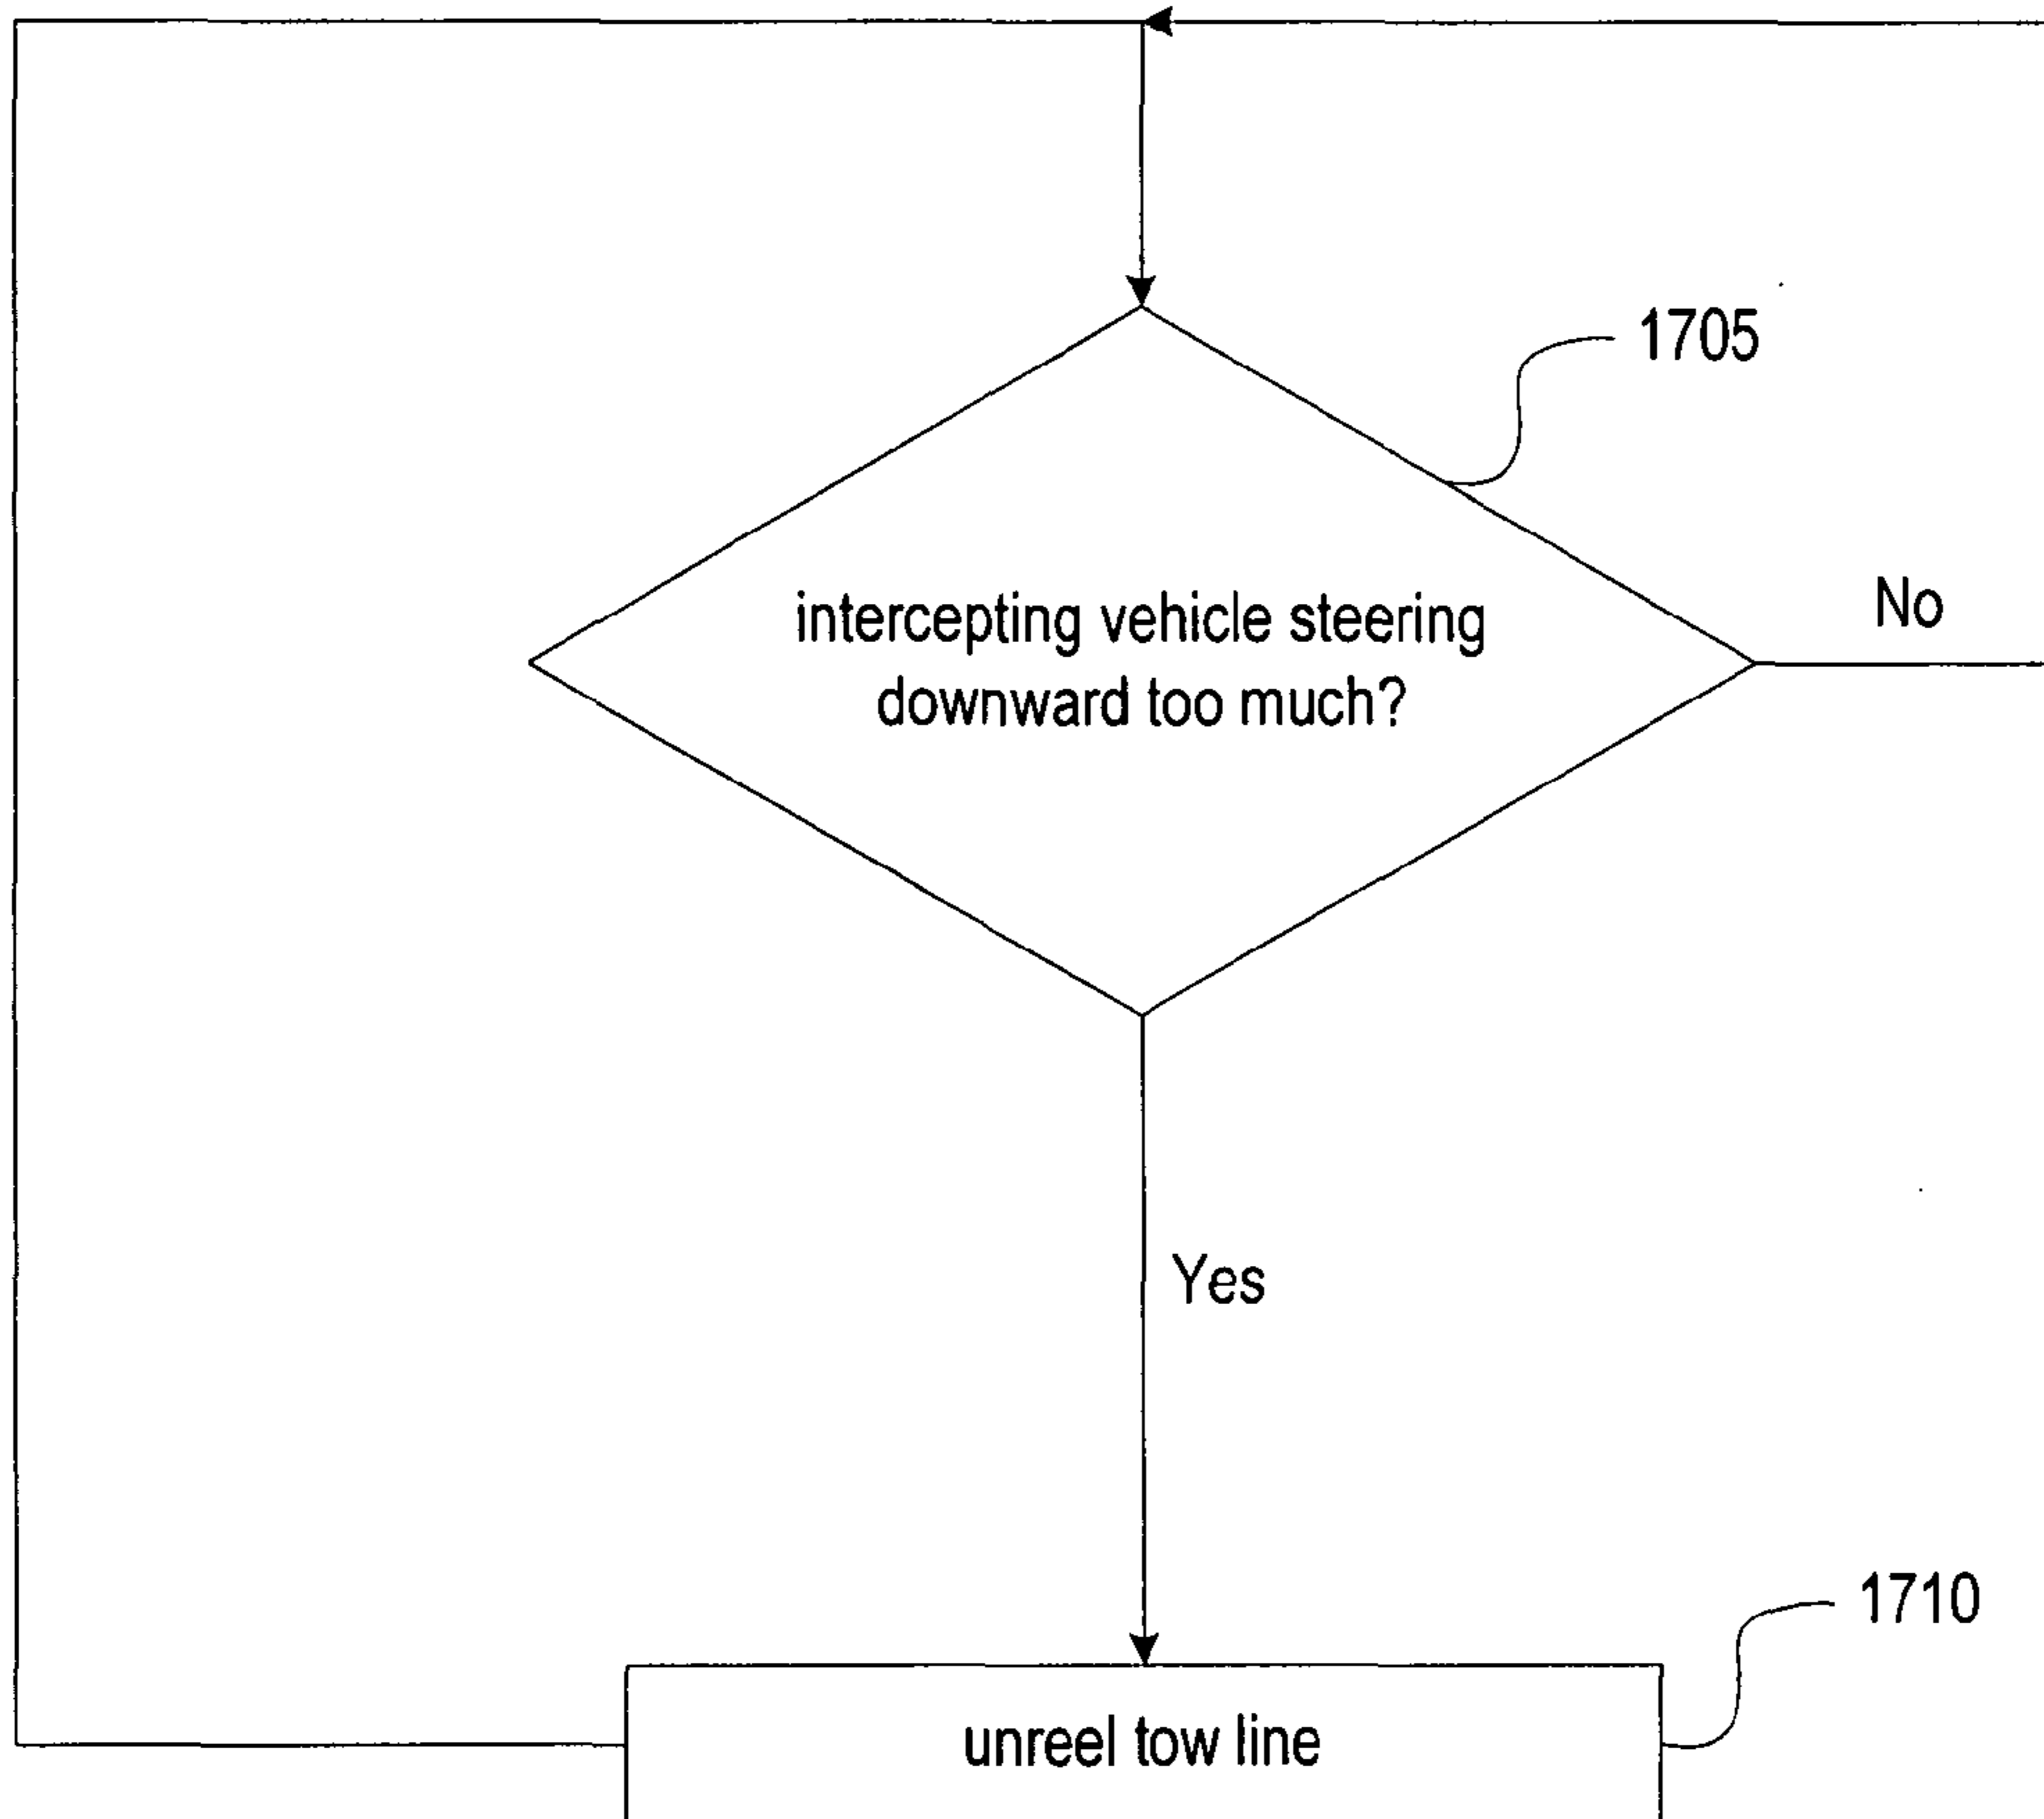 1705
intercepting vehicle steering
downward too much?
No
Yes
1710
unreel tow line